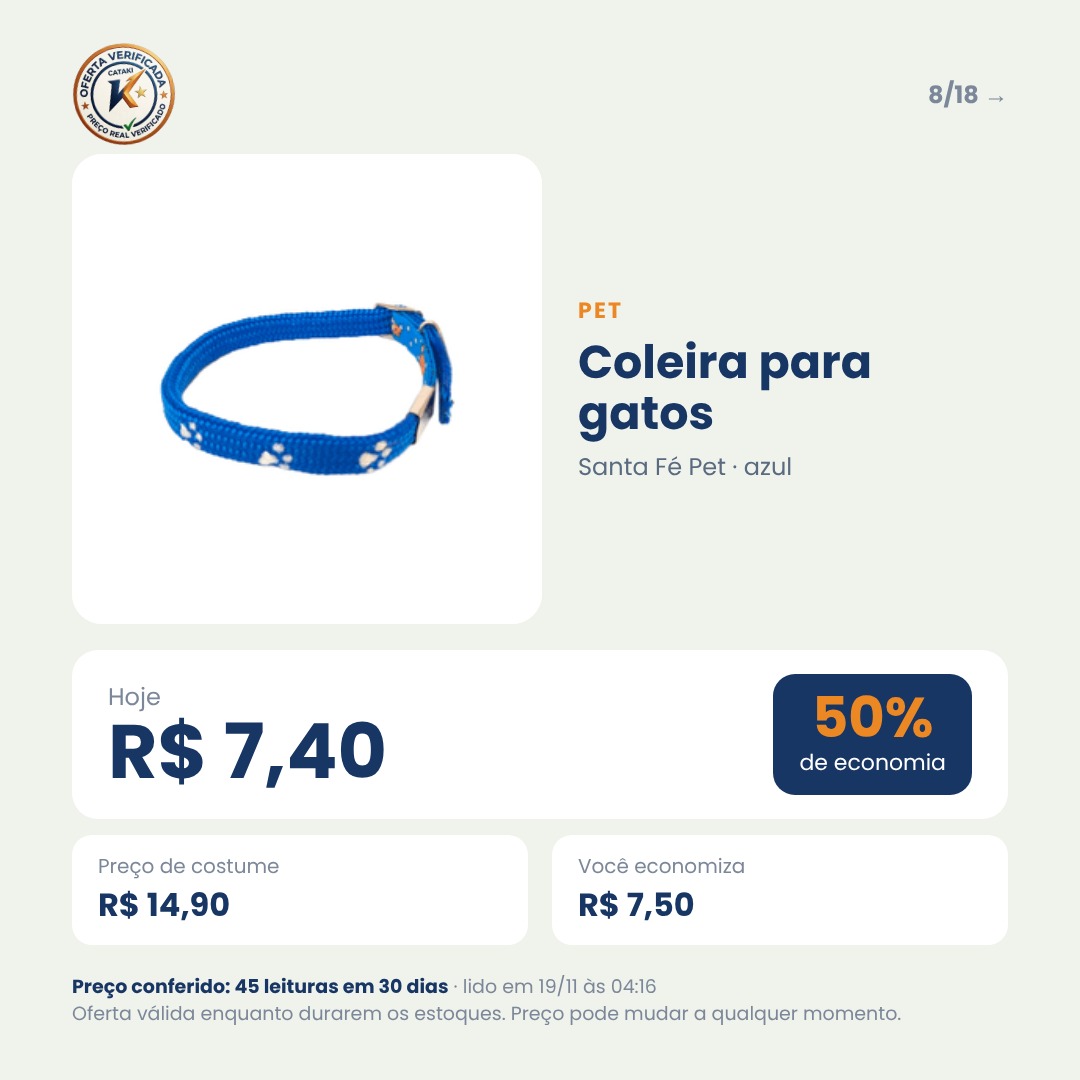 OFERTA VERIFICADA
CATAKI
K
PREÇO REAL VERIFICADO
8/18 →
PET
Coleira para
gatos
Santa Fé Pet · azul
Hoje
R$ 7,40
50%
de economia
Preço de costume
R$ 14,90
Você economiza
R$ 7,50
Preço conferido: 45 leituras em 30 dias · lido em 19/11 às 04:16
Oferta válida enquanto durarem os estoques. Preço pode mudar a qualquer momento.